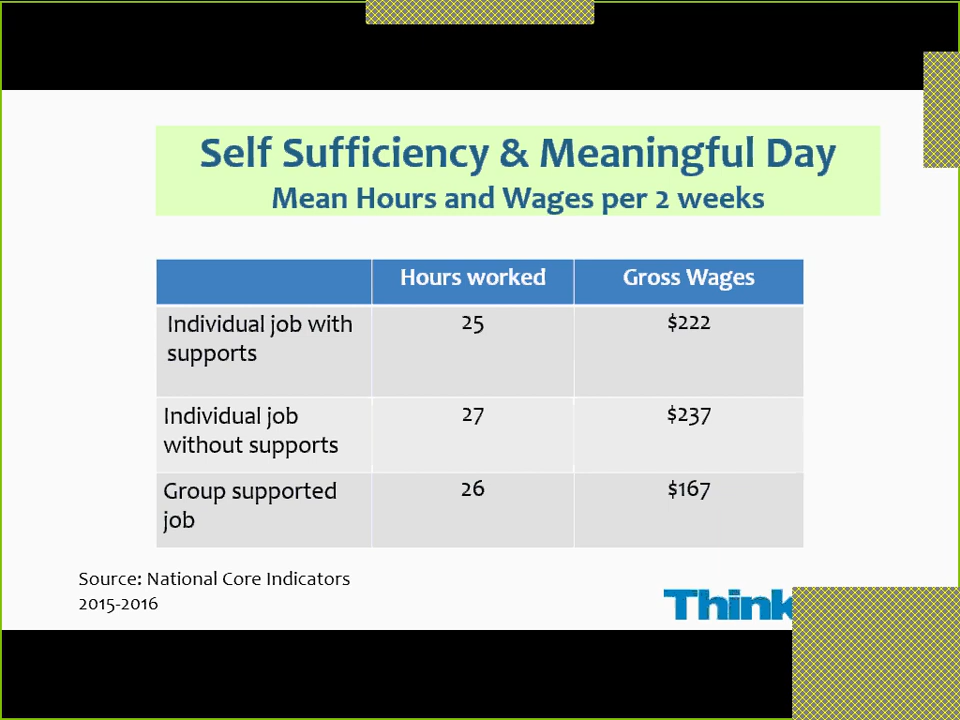 Self Sufficiency & Meaningful Day
Mean Hours and Wages per 2 weeks
Hours worked Gross Wages
Individual job with 25 $222
supports
Individual job 27 $237
without supports
Group supported 26 $167
job
Source: National Core Indicators
2015-2016
Think